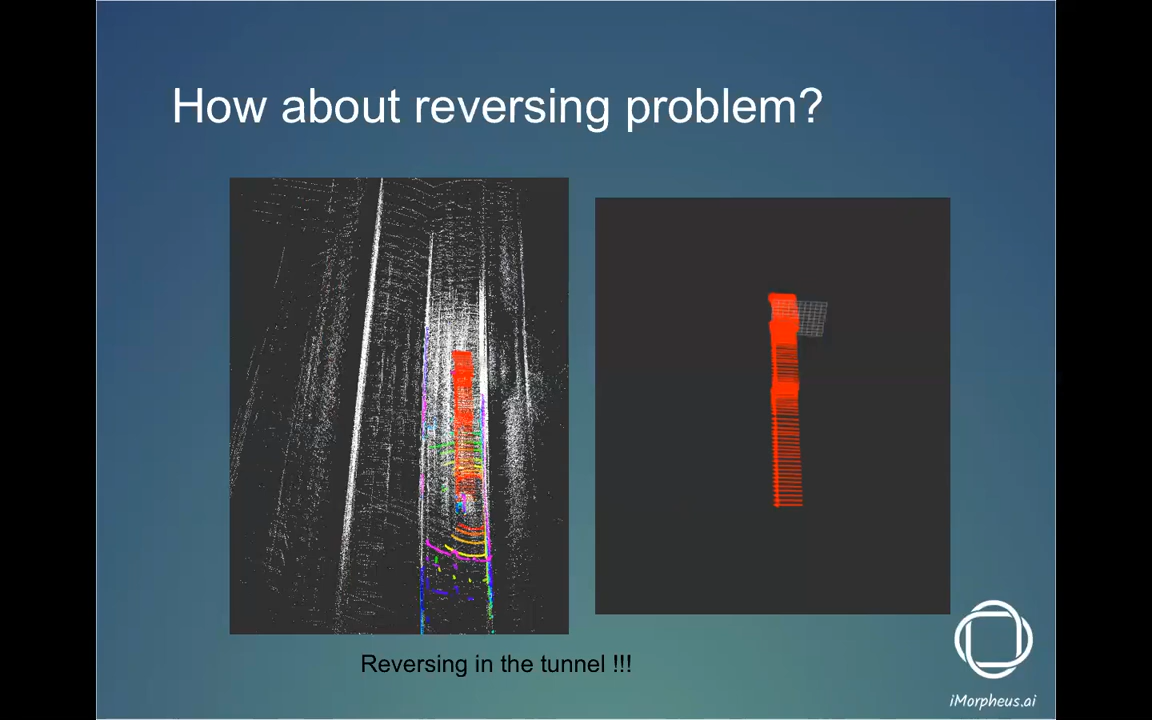 How about reversing problem?
Reversing in the tunnel !!!
iMorpheus.ai